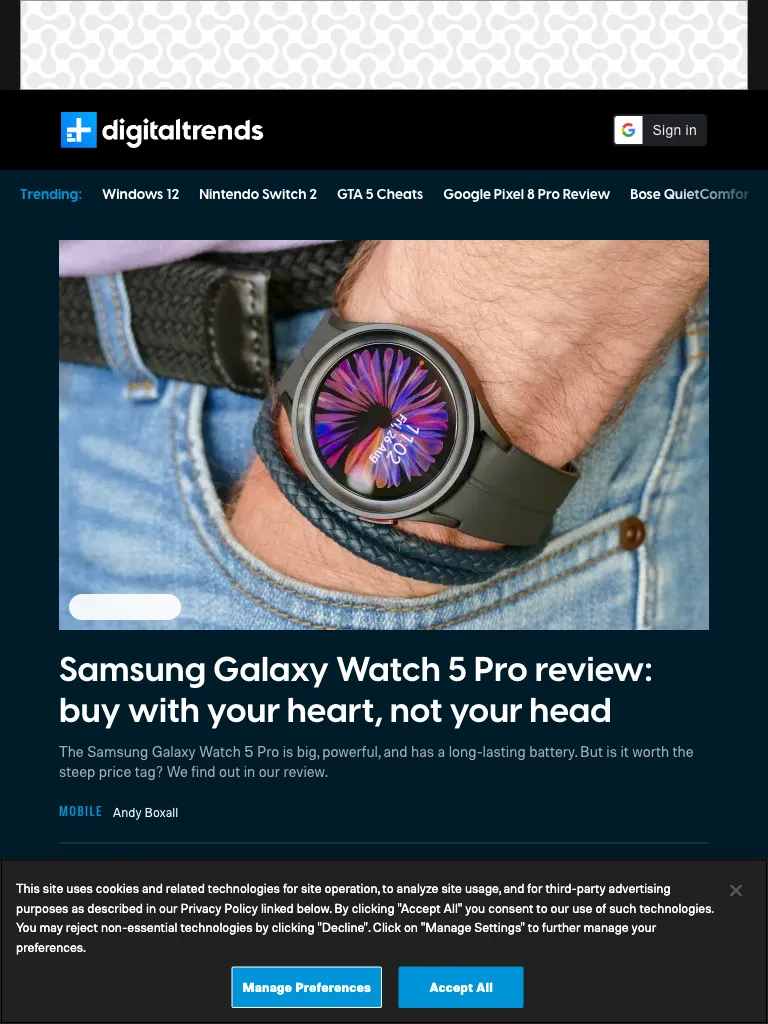 digitaltrends
Sign in
Trending: Windows 12 Nintendo Switch 2 GTA 5 Cheats Google Pixel 8 Pro Review Bose QuietComfor
11:02
Fri, 26 Aug
Samsung Galaxy Watch 5 Pro review:
buy with your heart, not your head
The Samsung Galaxy Watch 5 Pro is big, powerful, and has a long-lasting battery. But is it worth the
steep price tag? We find out in our review.
MOBILE Andy Boxall
This site uses cookies and related technologies for site operation, to analyze site usage, and for third-party advertising
purposes as described in our Privacy Policy linked below. By clicking "Accept All" you consent to our use of such technologies.
You may reject non-essential technologies by clicking "Decline". Click on "Manage Settings" to further manage your
preferences.
Manage Preferences Accept All